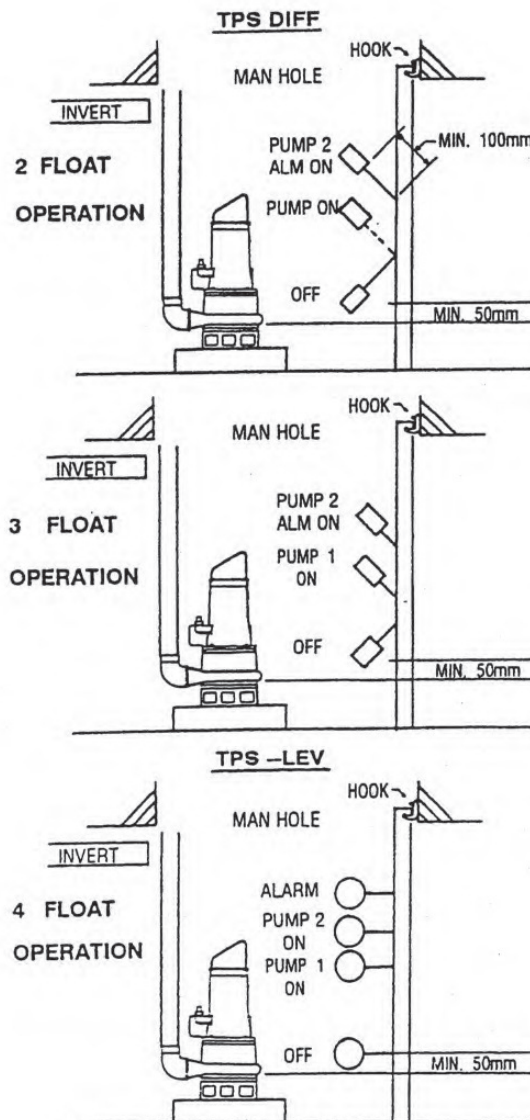 TPS DIFF
HOOK
MAN HOLE
INVERT
2 FLOAT
OPERATION
PUMP 2
ALM ON
MIN. 100mm
PUMP ON
OFF
MIN. 50mm
HOOK
MAN HOLE
INVERT
3 FLOAT
OPERATION
PUMP 2
ALM ON
PUMP 1
ON
OFF
MIN. 50mm
TPS –LEV
HOOK
MAN HOLE
INVERT
4 FLOAT
OPERATION
ALARM
PUMP 2
ON
PUMP 1
ON
OFF
MIN. 50mm